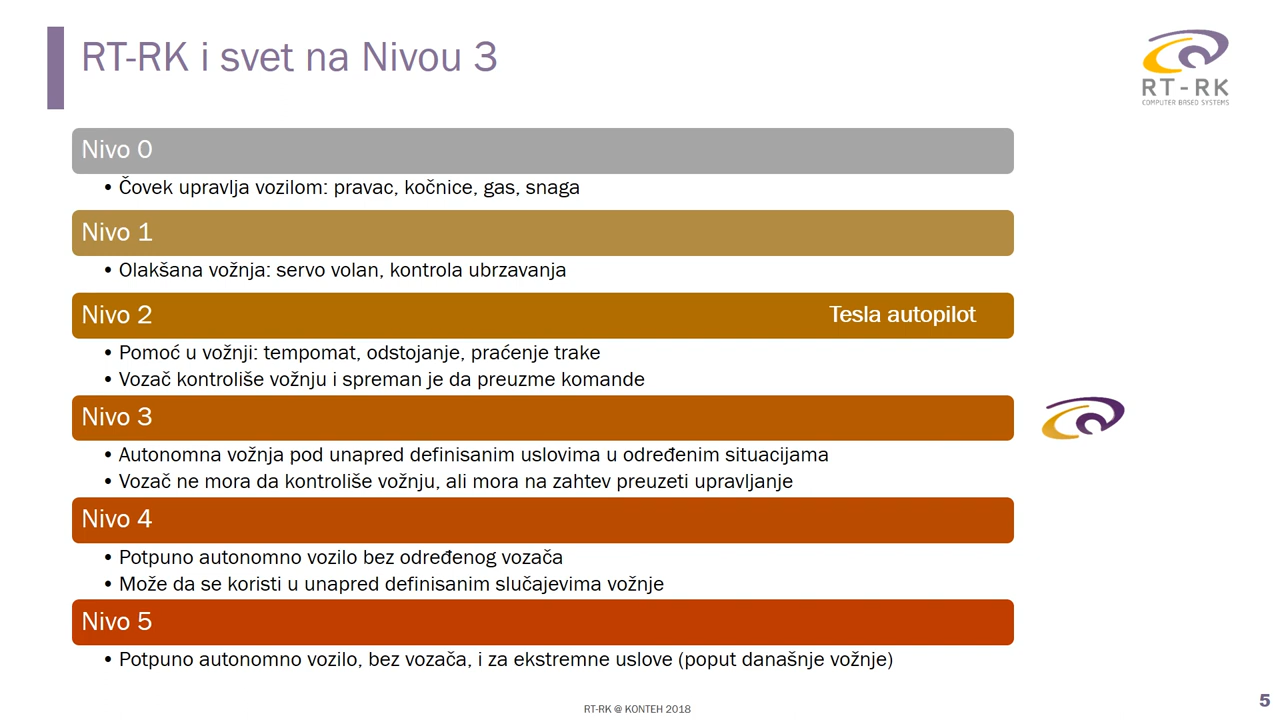 RT-RK i svet na Nivou 3
RT-RK
COMPUTER BASED SYSTEMS
Nivo 0
• Čovek upravlja vozilom: pravac, kočnice, gas, snaga
Nivo 1
• Olakšana vožnja: servo volan, kontrola ubrzavanja
Nivo 2
Tesla autopilot
• Pomoć u vožnji: tempomat, odstojanje, praćenje trake
• Vozač kontroliše vožnju i spreman je da preuzme komande
Nivo 3
• Autonomna vožnja pod unapred definisanim uslovima u određenim situacijama
• Vozač ne mora da kontroliše vožnju, ali mora na zahtev preuzeti upravljanje
Nivo 4
• Potpuno autonomno vozilo bez određenog vozača
• Može da se koristi u unapred definisanim slučajevima vožnje
Nivo 5
• Potpuno autonomno vozilo, bez vozača, i za ekstremne uslove (poput današnje vožnje)
RT-RK @ KONTEH 2018
5